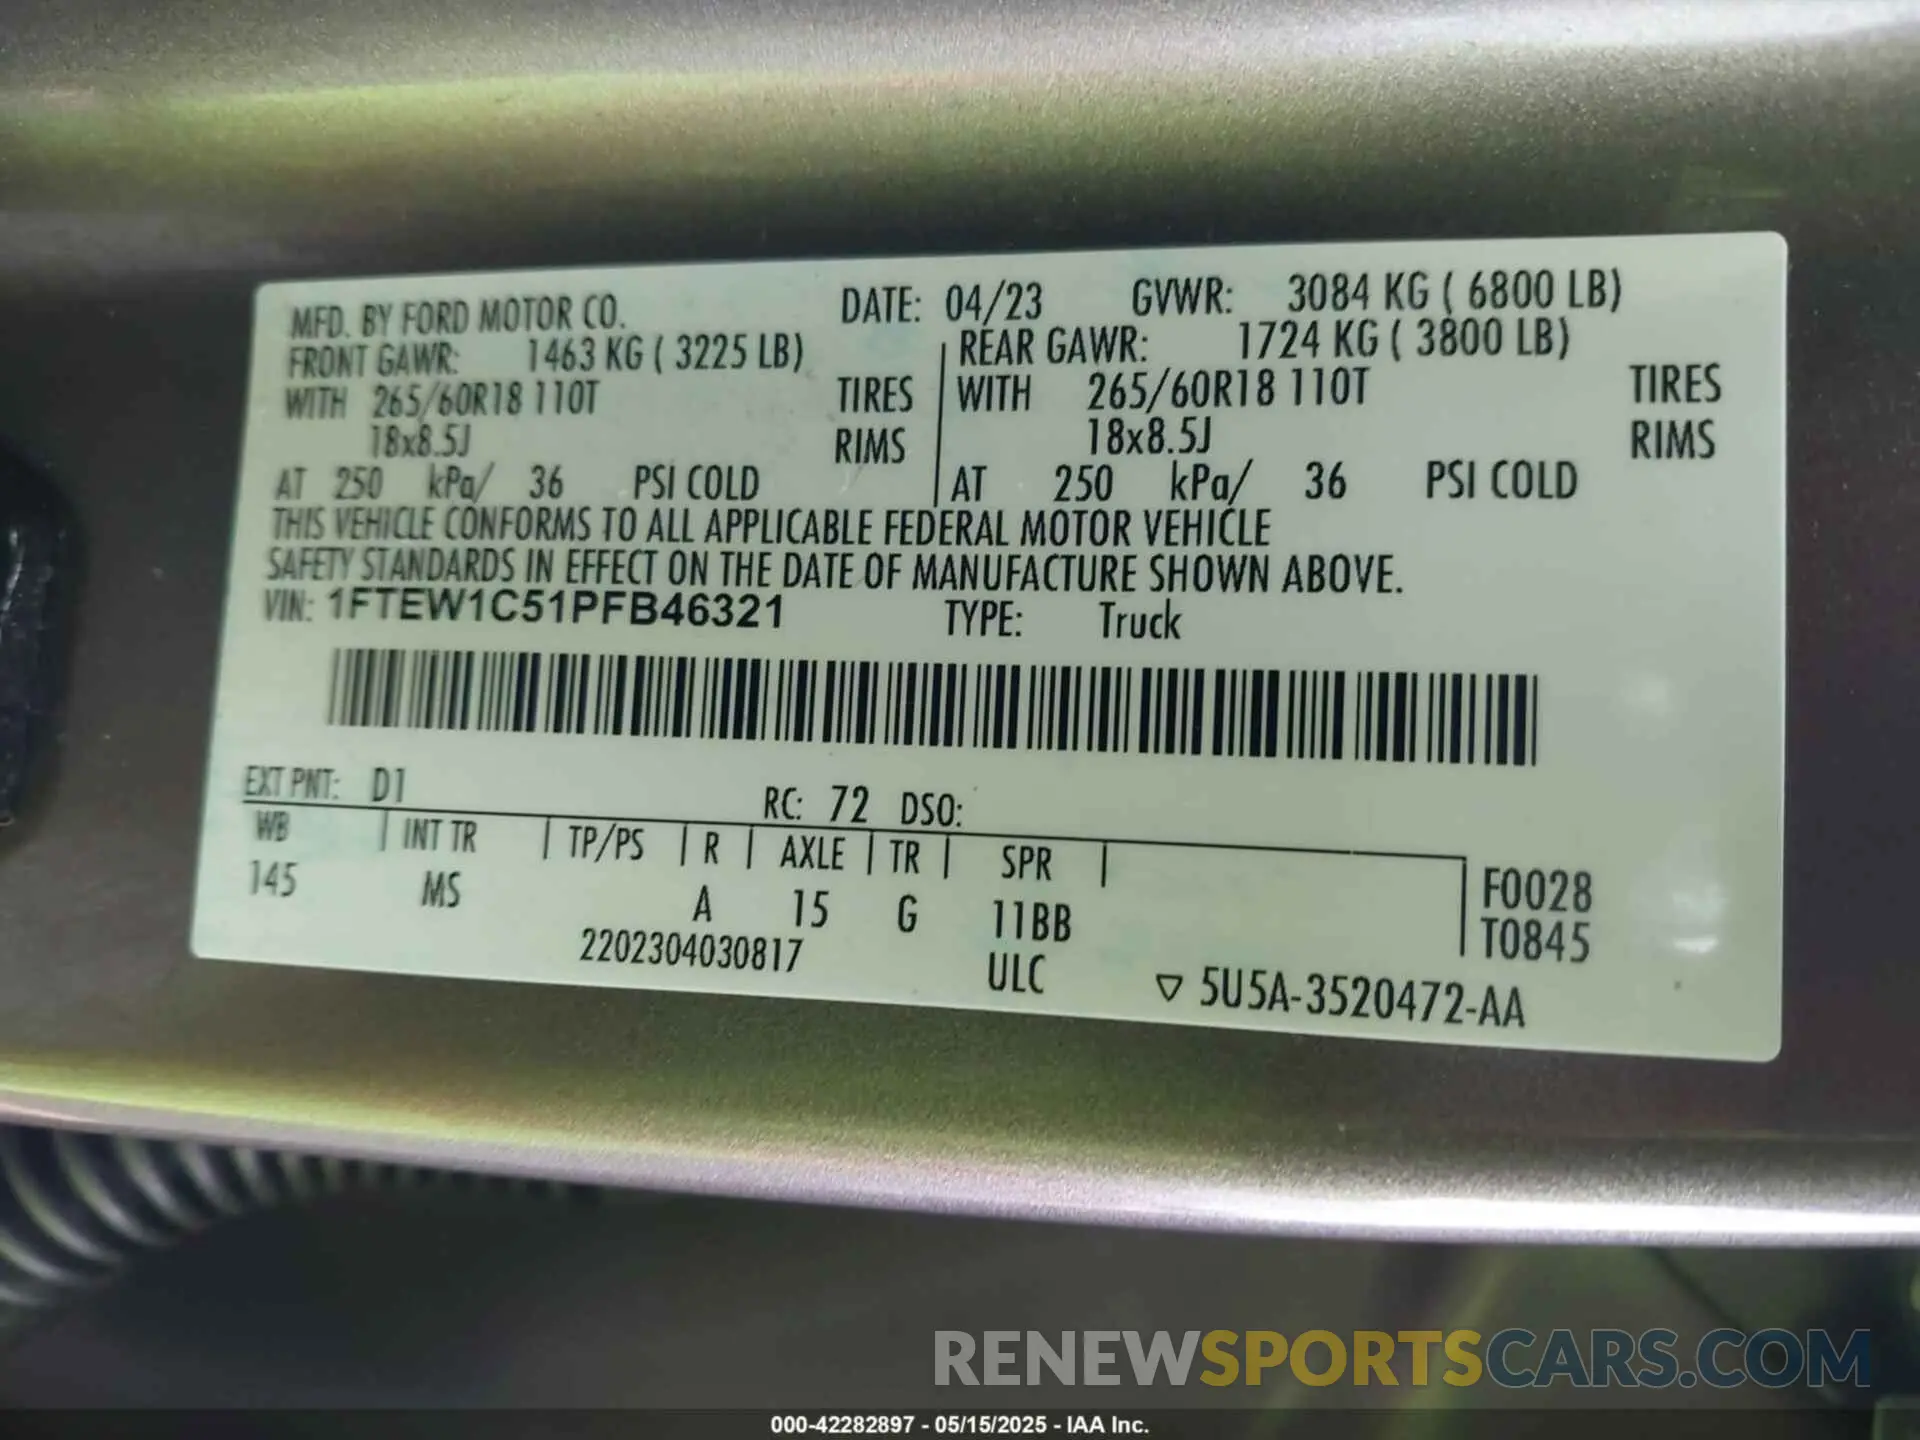 MFD. BY FORD MOTOR CO. DATE: 04/23 GVWR: 3084 KG ( 6800 LB)
FRONT GAWR: 1463 KG ( 3225 LB) REAR GAWR: 1724 KG ( 3800 LB)
WITH 265/60R18 110T TIRES WITH 265/60R18 110T TIRES
18x8.5J RIMS 18x8.5J RIMS
AT 250 kPa/ 36 PSI COLD AT 250 kPa/ 36 PSI COLD
THIS VEHICLE CONFORMS TO ALL APPLICABLE FEDERAL MOTOR VEHICLE
SAFETY STANDARDS IN EFFECT ON THE DATE OF MANUFACTURE SHOWN ABOVE.
VIN: 1FTEW1C51PFB46321 TYPE: Truck
EXT PNT: D1 RC: 72 DSO:
WB INT TR TP/PS R AXLE TR SPR
145 MS A 15 G 11BB F0028
2202304030817 ULC T0845
▽ 5U5A-3520472-AA
RENEWSPORTSCARS.COM
000-42282897 - 05/15/2025 - IAA Inc.